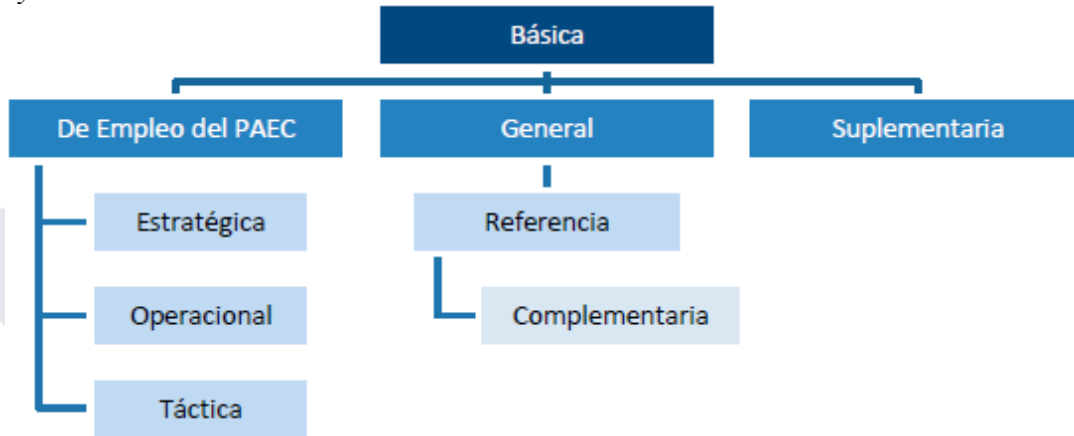 Básica
De Empleo del PAEC
General
Suplementaria
Estratégica
Referencia
Operacional
Complementaria
Táctica